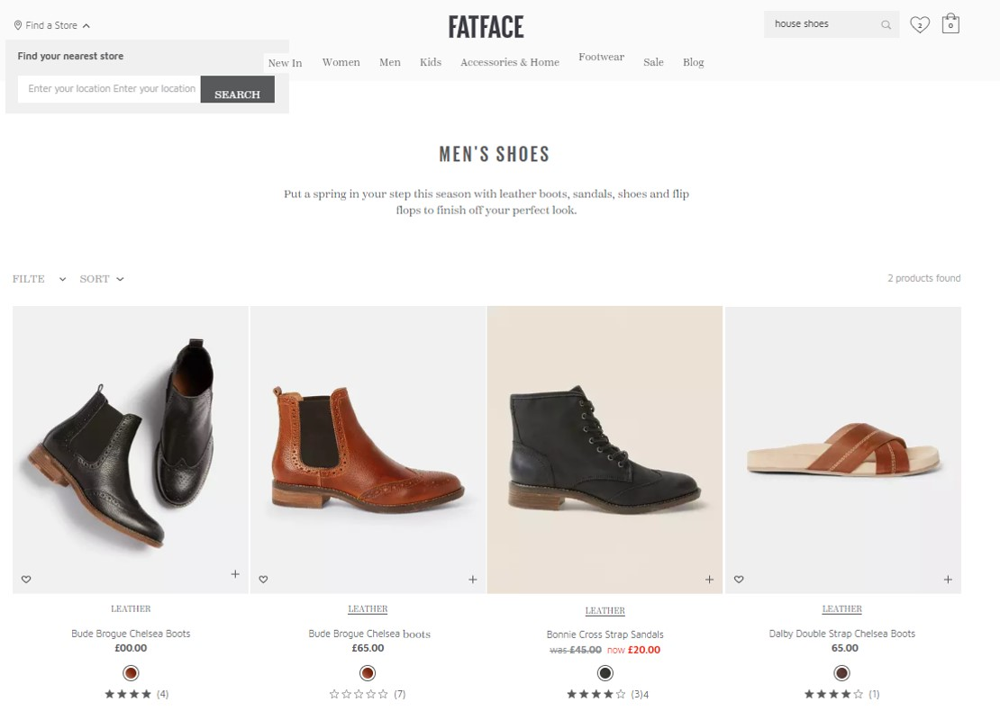 Find a Store
FATFACE
house shoes
2
0
Find your nearest store
New In
Women
Men
Kids
Accessories & Home
Footwear
Sale
Blog
Enter your location Enter your location
SEARCH
MEN'S SHOES
Put a spring in your step this season with leather boots, sandals, shoes and flip
flops to finish off your perfect look.
FILTE
SORT
2 products found
LEATHER
Bude Brogue Chelsea Boots
£00.00
(4)
LEATHER
Bude Brogue Chelsea boots
£65.00
(7)
LEATHER
Bonnie Cross Strap Sandals
was £45.00 now £20.00
(3)4
LEATHER
Dalby Double Strap Chelsea Boots
65.00
(1)